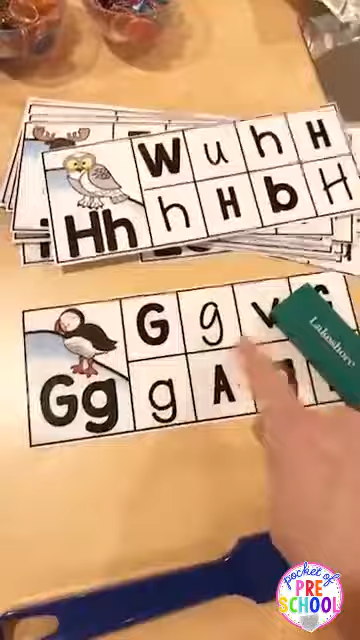 W u h H
Hh h H b H
G g v G
Gg g A
Lakeshore
pocket of
PRE
SCHOOL